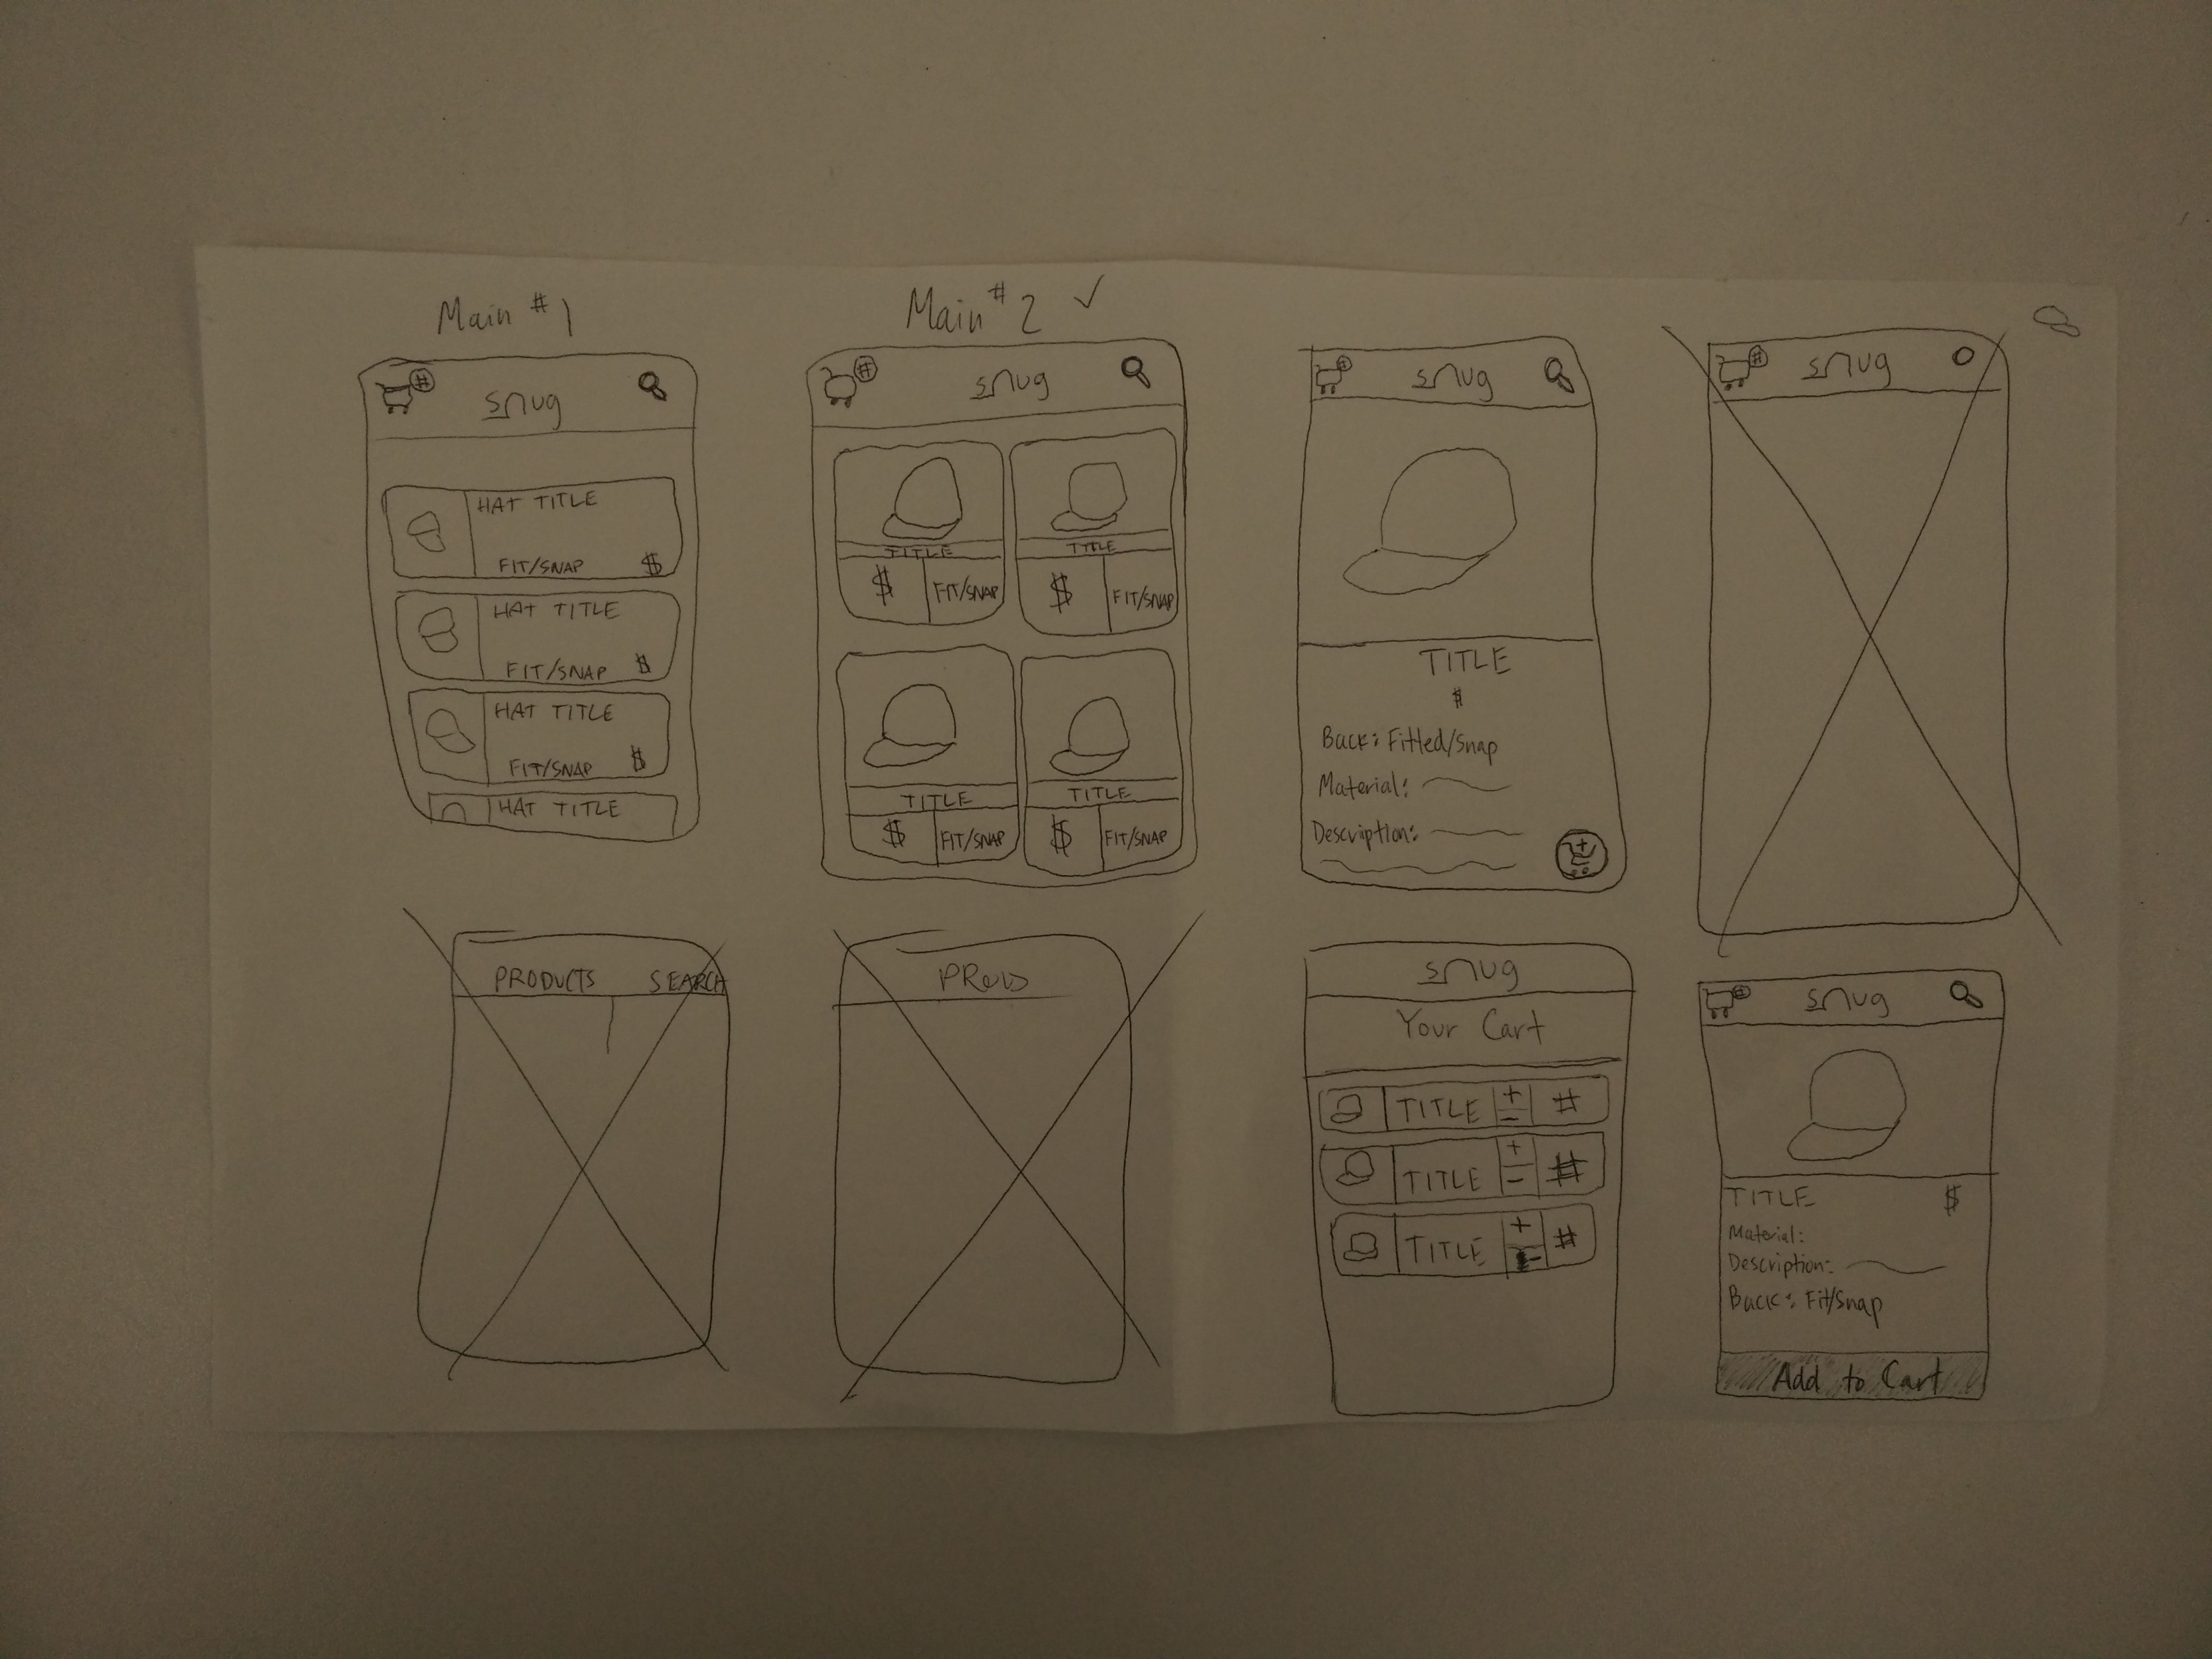 Main #1
#
snug
HAT TITLE
FIT/SNAP $
HAT TITLE
FIT/SNAP $
HAT TITLE
FIT/SNAP $
HAT TITLE
Main #2 ✓
#
snug
TITLE
$ FIT/SNAP
TITLE
$ FIT/SNAP
TITLE
$ FIT/SNAP
TITLE
$ FIT/SNAP
#
snug
TITLE
$
Back: Fitted/Snap
Material:
Description:
+
#
snug
PRODUCTS SEARCH
snug
Your Cart
TITLE + - #
TITLE + - #
TITLE + - #
#
snug
TITLE $
Material:
Description:
Back: Fit/Snap
Add to Cart